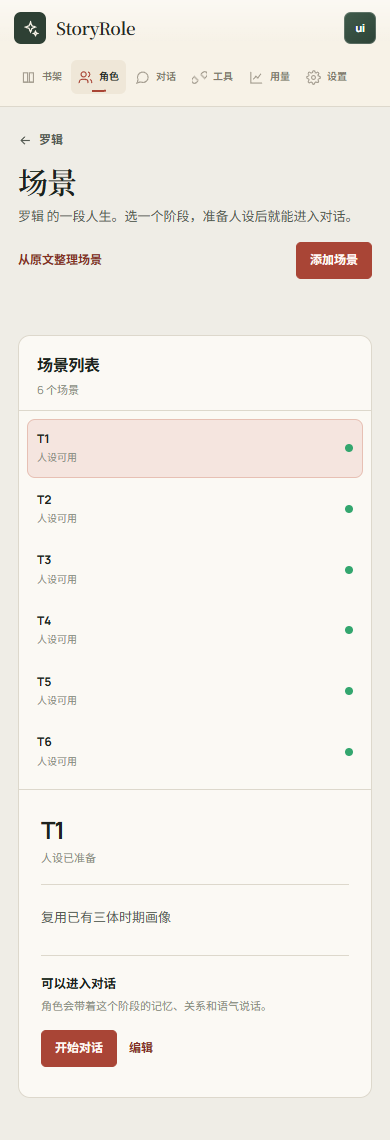 StoryRole
ui
书架
角色
对话
工具
用量
设置
← 罗辑
场景
罗辑 的一段人生。选一个阶段，准备人设后就能进入对话。
从原文整理场景
添加场景
场景列表
6 个场景
T1
人设可用
T2
人设可用
T3
人设可用
T4
人设可用
T5
人设可用
T6
人设可用
T1
人设已准备
复用已有三体时期画像
可以进入对话
角色会带着这个阶段的记忆、关系和语气说话。
开始对话
编辑